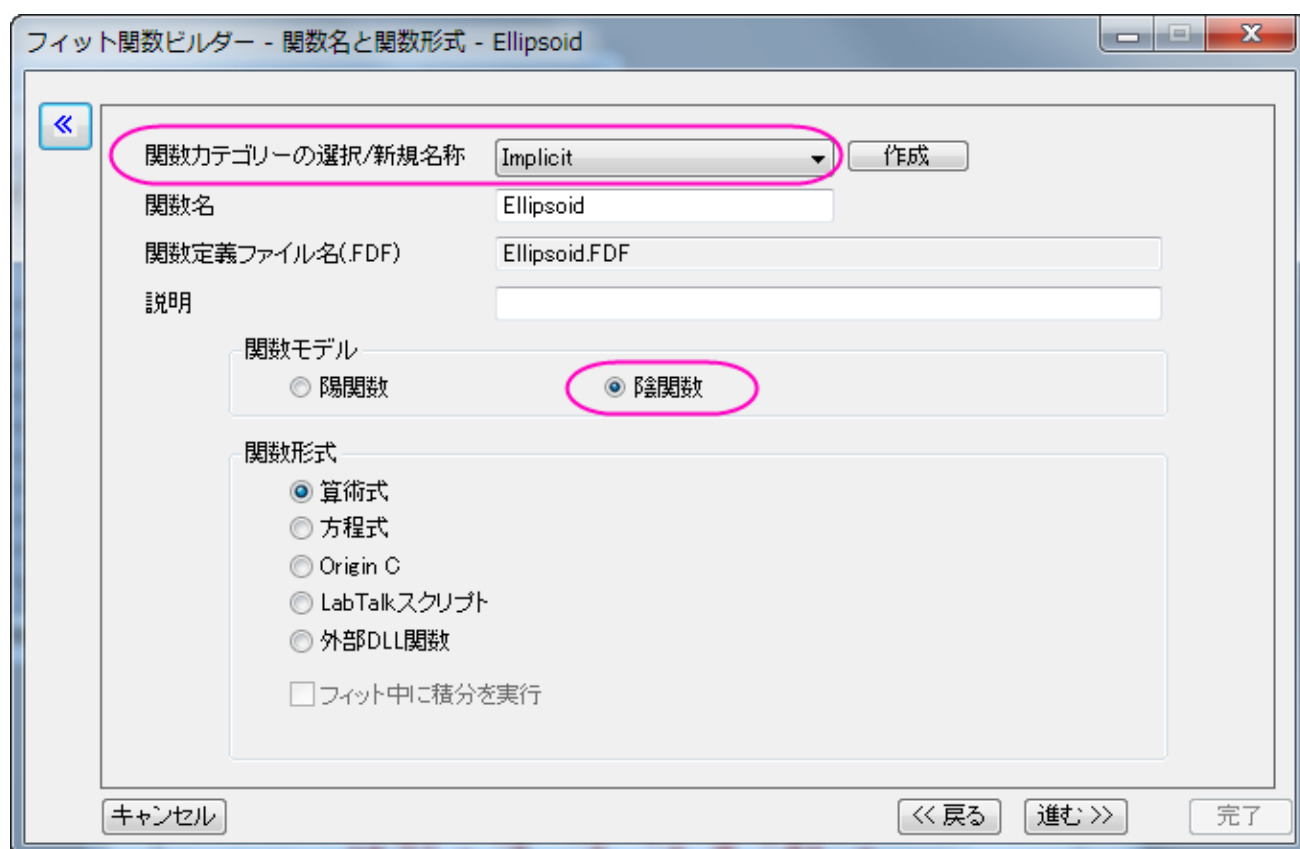 フィット関数ビルダー - 関数名と関数形式 - Ellipsoid
«
関数カテゴリーの選択/新規名称 Implicit 作成
関数名 Ellipsoid
関数定義ファイル名(.FDF) Ellipsoid.FDF
説明
関数モデル
陽関数 陰関数
関数形式
算術式
方程式
Origin C
LabTalkスクリプト
外部DLL関数
フィット中に積分を実行
キャンセル << 戻る 進む >> 完了